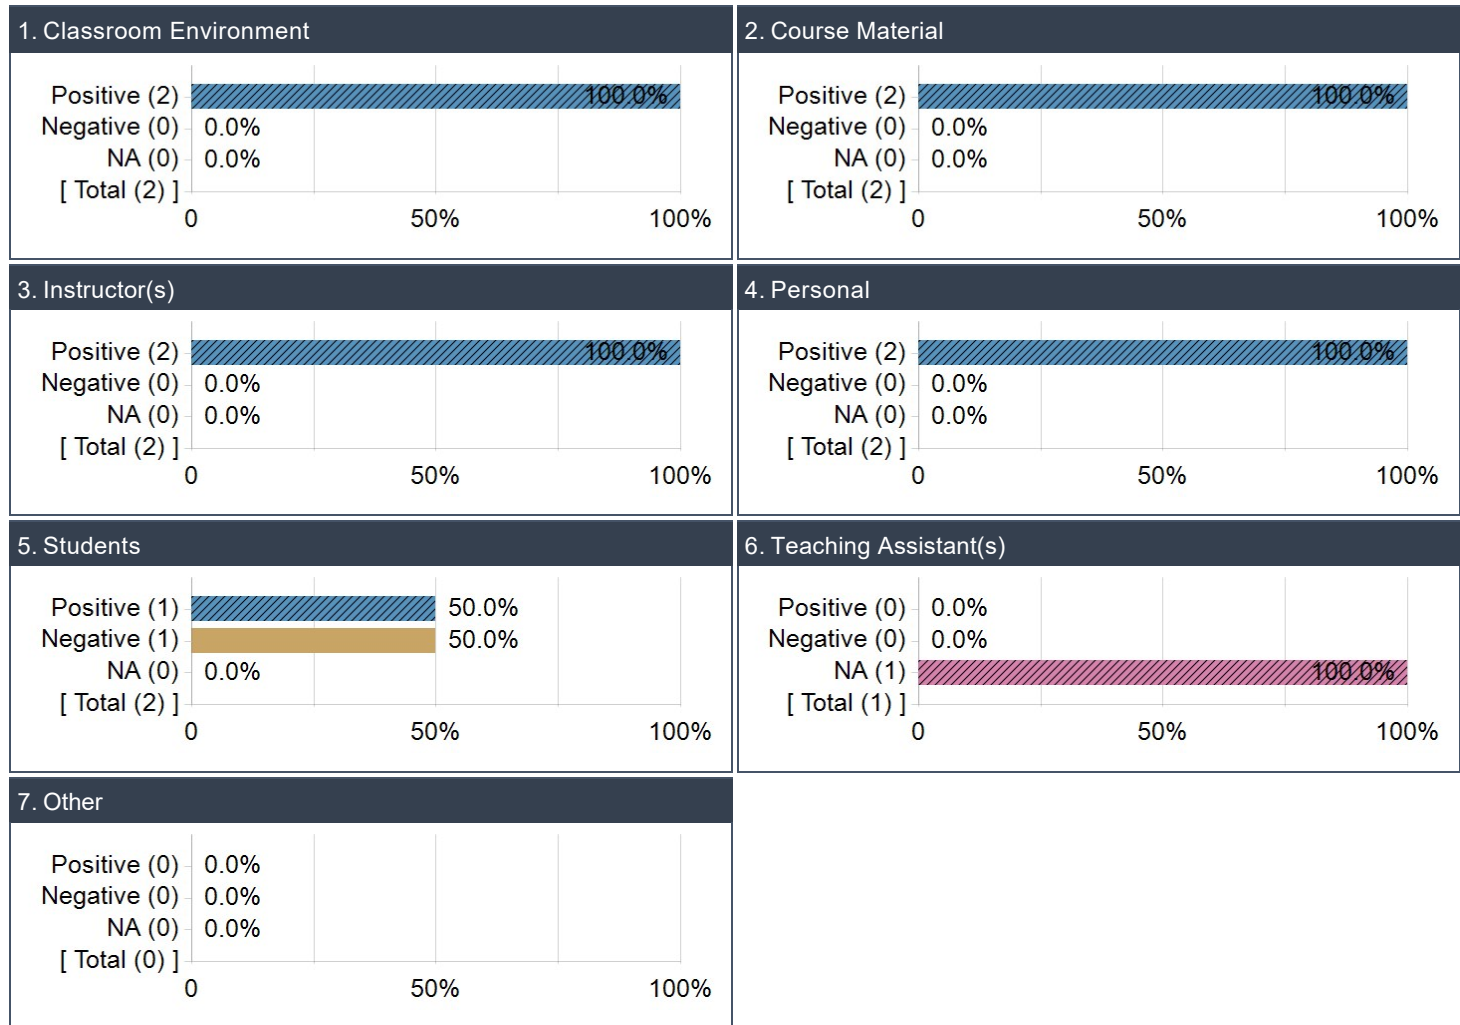 1. Classroom Environment
Positive (2) 100.0%
Negative (0) 0.0%
NA (0) 0.0%
[ Total (2) ]
0 50% 100%
2. Course Material
Positive (2) 100.0%
Negative (0) 0.0%
NA (0) 0.0%
[ Total (2) ]
0 50% 100%
3. Instructor(s)
Positive (2) 100.0%
Negative (0) 0.0%
NA (0) 0.0%
[ Total (2) ]
0 50% 100%
4. Personal
Positive (2) 100.0%
Negative (0) 0.0%
NA (0) 0.0%
[ Total (2) ]
0 50% 100%
5. Students
Positive (1) 50.0%
Negative (1) 50.0%
NA (0) 0.0%
[ Total (2) ]
0 50% 100%
6. Teaching Assistant(s)
Positive (0) 0.0%
Negative (0) 0.0%
NA (1) 100.0%
[ Total (1) ]
0 50% 100%
7. Other
Positive (0) 0.0%
Negative (0) 0.0%
NA (0) 0.0%
[ Total (0) ]
0 50% 100%